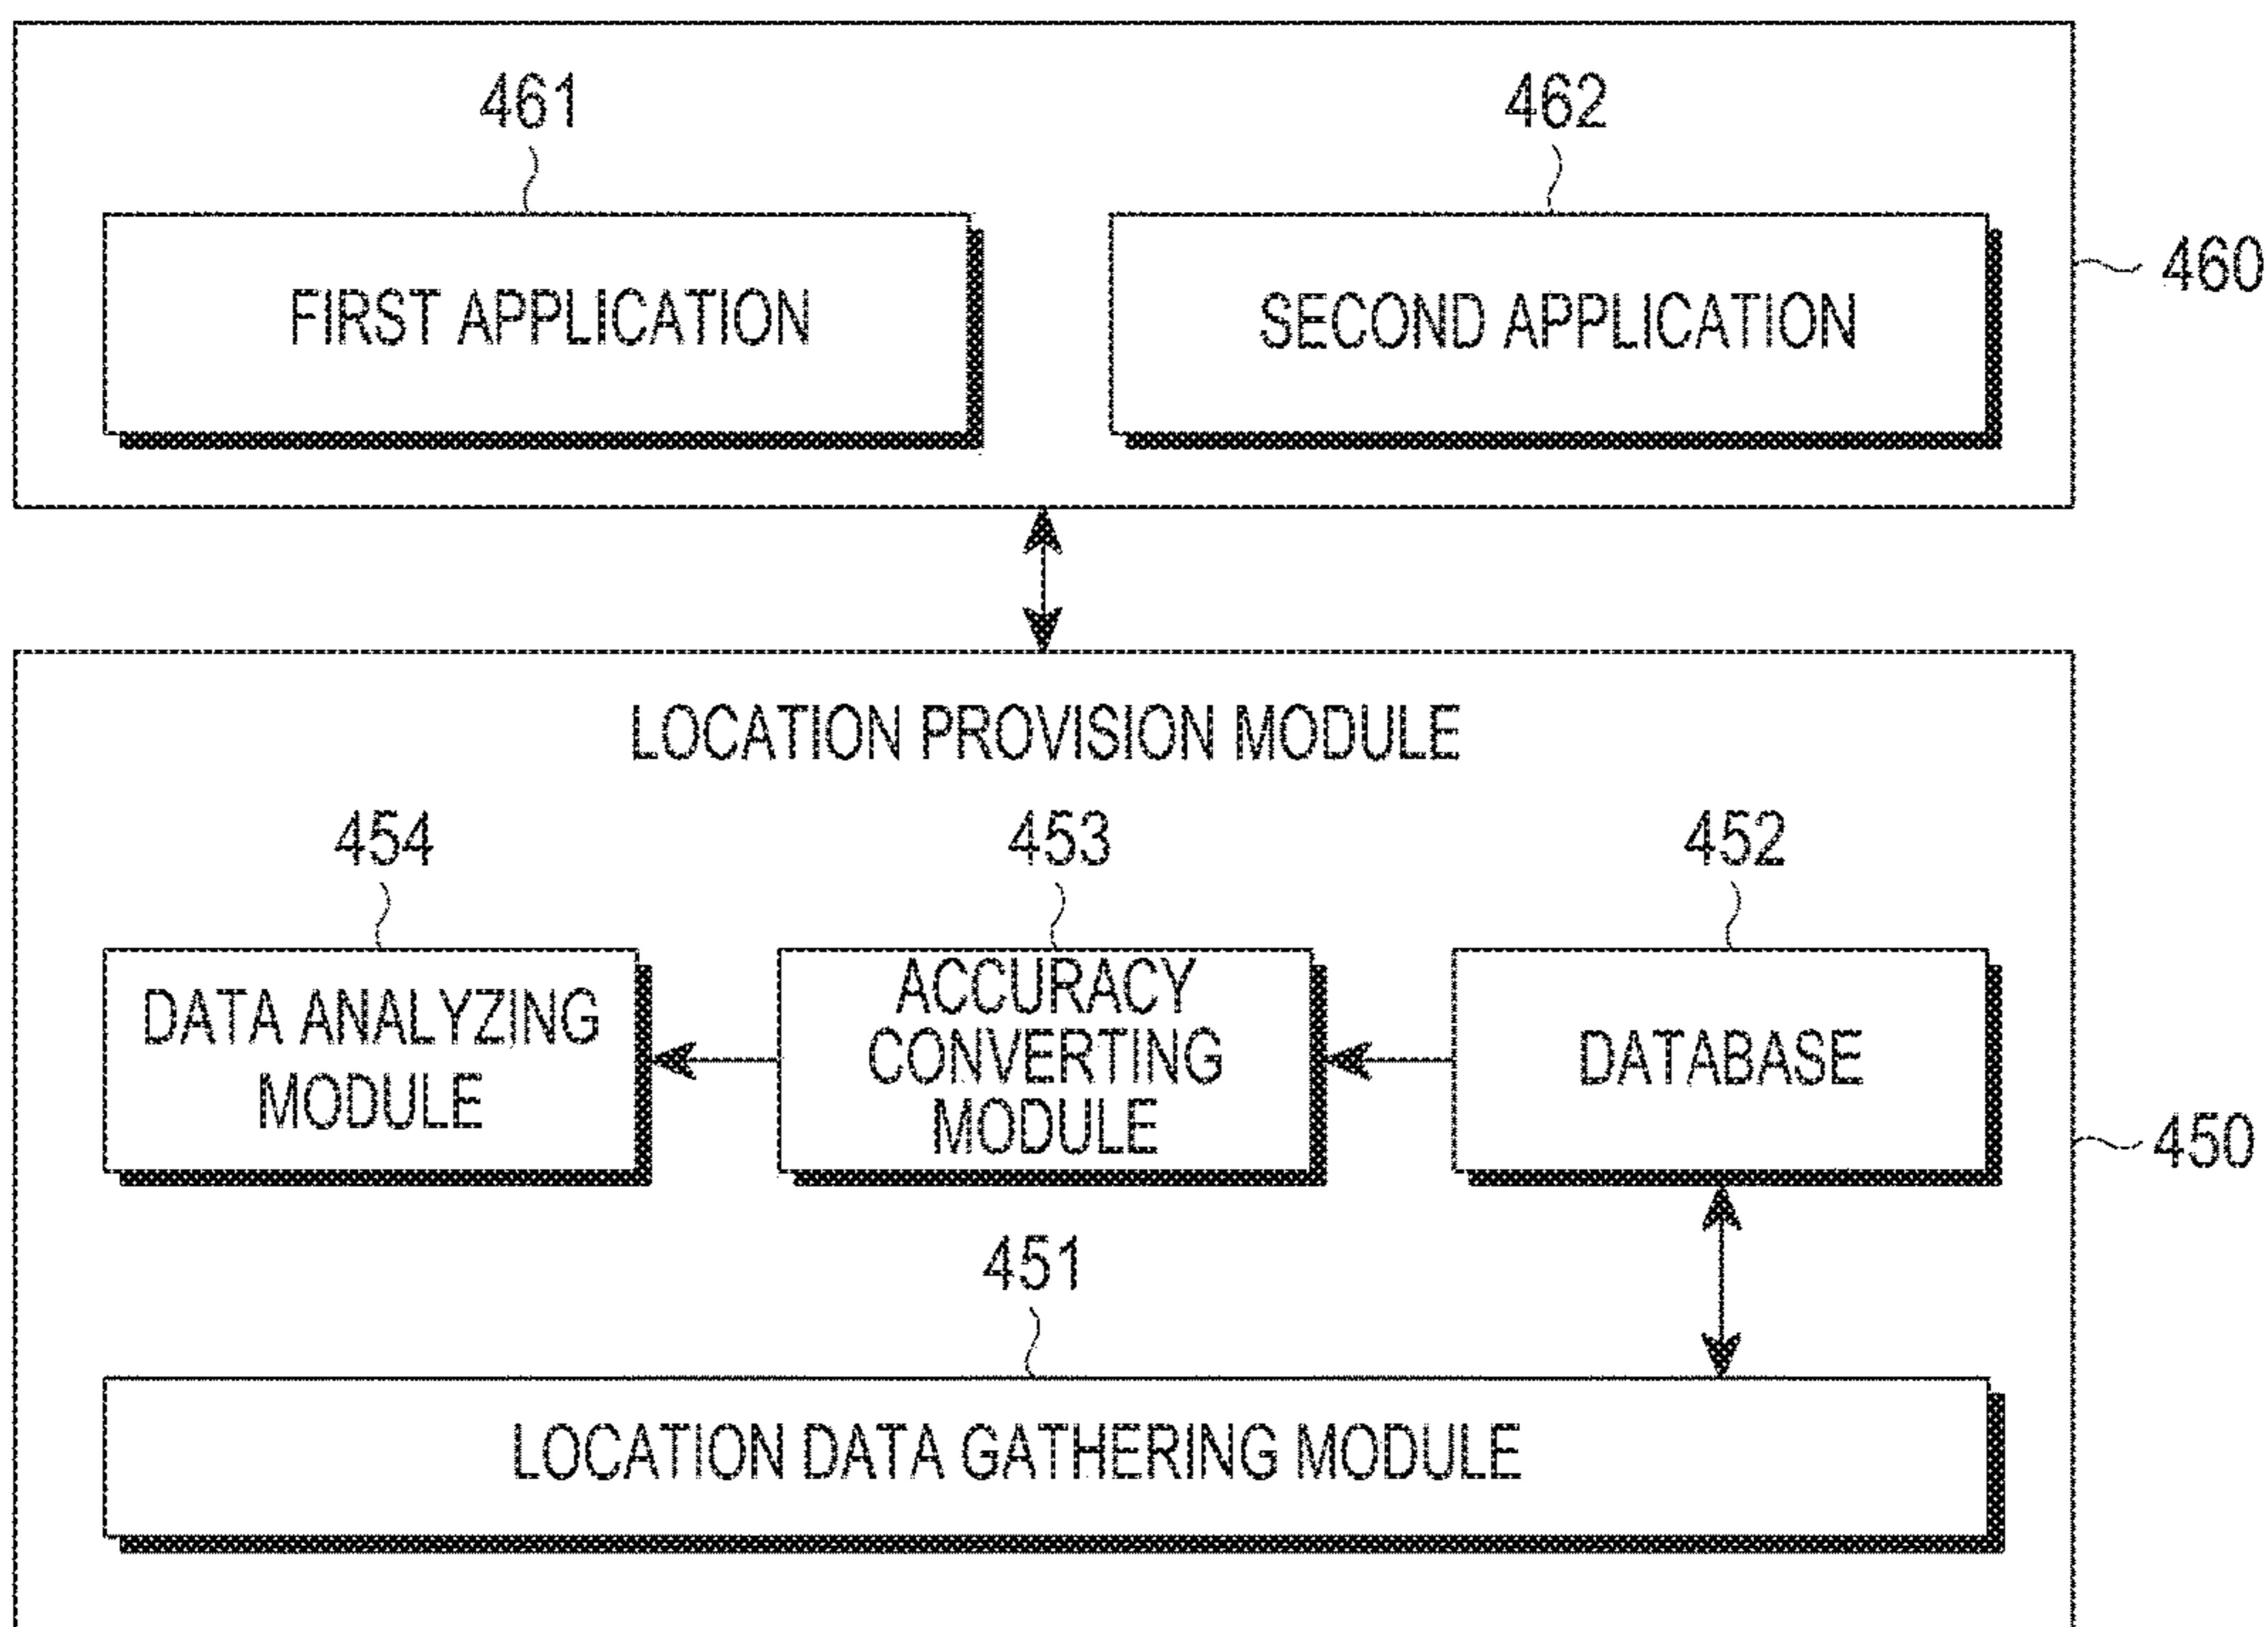 461
462
FIRST APPLICATION
SECOND APPLICATION
460
LOCATION PROVISION MODULE
454
453
452
DATA ANALYZING
MODULE
ACCURACY
CONVERTING
MODULE
DATABASE
450
451
LOCATION DATA GATHERING MODULE